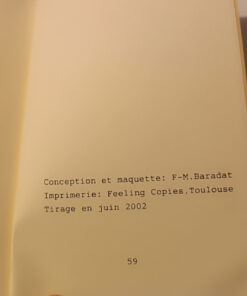 Conception et maquette: F-M.Baradat
Imprimerie: Feeling Copies.Toulouse
Tirage en juin 2002
59